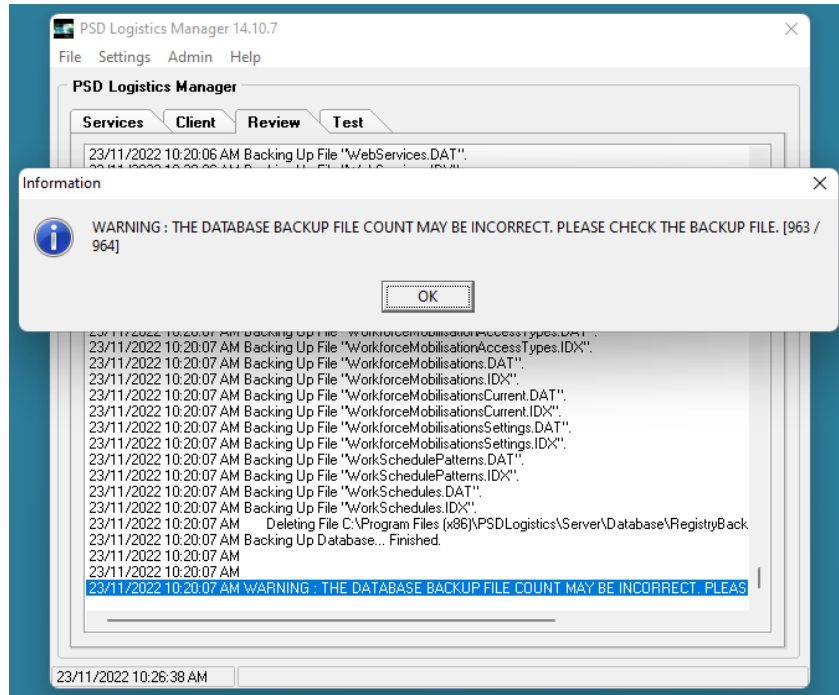 PSD Logistics Manager 14.10.7
File Settings Admin Help
PSD Logistics Manager
Services Client Review Test
23/11/2022 10:20:06 AM Backing Up File "WebServices.DAT".
Information
WARNING : THE DATABASE BACKUP FILE COUNT MAY BE INCORRECT. PLEASE CHECK THE BACKUP FILE. [963 /
964]
OK
23/11/2022 10:20:07 AM Backing Up File "WorkforceMobilisationAccessTypes.DAT".
23/11/2022 10:20:07 AM Backing Up File "WorkforceMobilisationAccessTypes.IDX".
23/11/2022 10:20:07 AM Backing Up File "WorkforceMobilisations.DAT".
23/11/2022 10:20:07 AM Backing Up File "WorkforceMobilisations.IDX".
23/11/2022 10:20:07 AM Backing Up File "WorkforceMobilisationsCurrent.DAT".
23/11/2022 10:20:07 AM Backing Up File "WorkforceMobilisationsCurrent.IDX".
23/11/2022 10:20:07 AM Backing Up File "WorkforceMobilisationsSettings.DAT".
23/11/2022 10:20:07 AM Backing Up File "WorkforceMobilisationsSettings.IDX".
23/11/2022 10:20:07 AM Backing Up File "WorkSchedulePatterns.DAT".
23/11/2022 10:20:07 AM Backing Up File "WorkSchedulePatterns.IDX".
23/11/2022 10:20:07 AM Backing Up File "WorkSchedules.DAT".
23/11/2022 10:20:07 AM Backing Up File "WorkSchedules.IDX".
23/11/2022 10:20:07 AM Deleting File C:\Program Files (x86)\PSDLogistics\Server\Database\RegistryBack
23/11/2022 10:20:07 AM Backing Up Database... Finished.
23/11/2022 10:20:07 AM
23/11/2022 10:20:07 AM
23/11/2022 10:20:07 AM WARNING : THE DATABASE BACKUP FILE COUNT MAY BE INCORRECT. PLEAS
23/11/2022 10:26:38 AM